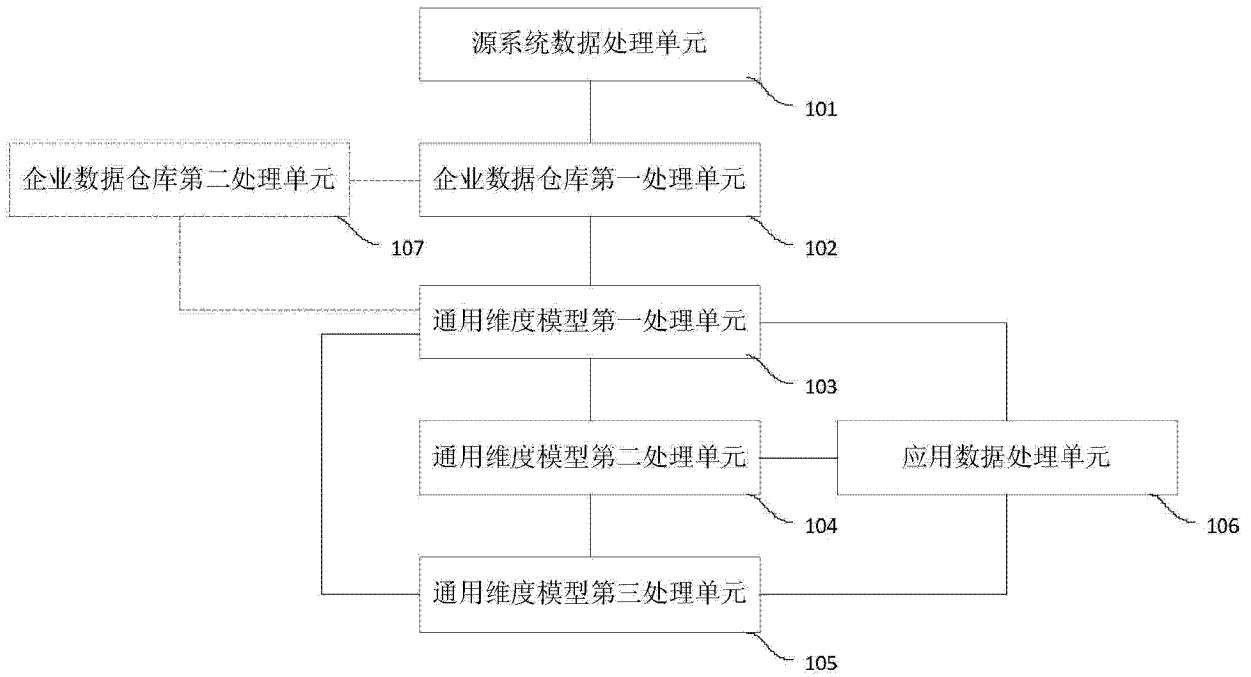 源系统数据处理单元
101
企业数据仓库第二处理单元
企业数据仓库第一处理单元
107
102
通用维度模型第一处理单元
103
通用维度模型第二处理单元
应用数据处理单元
104
106
通用维度模型第三处理单元
105